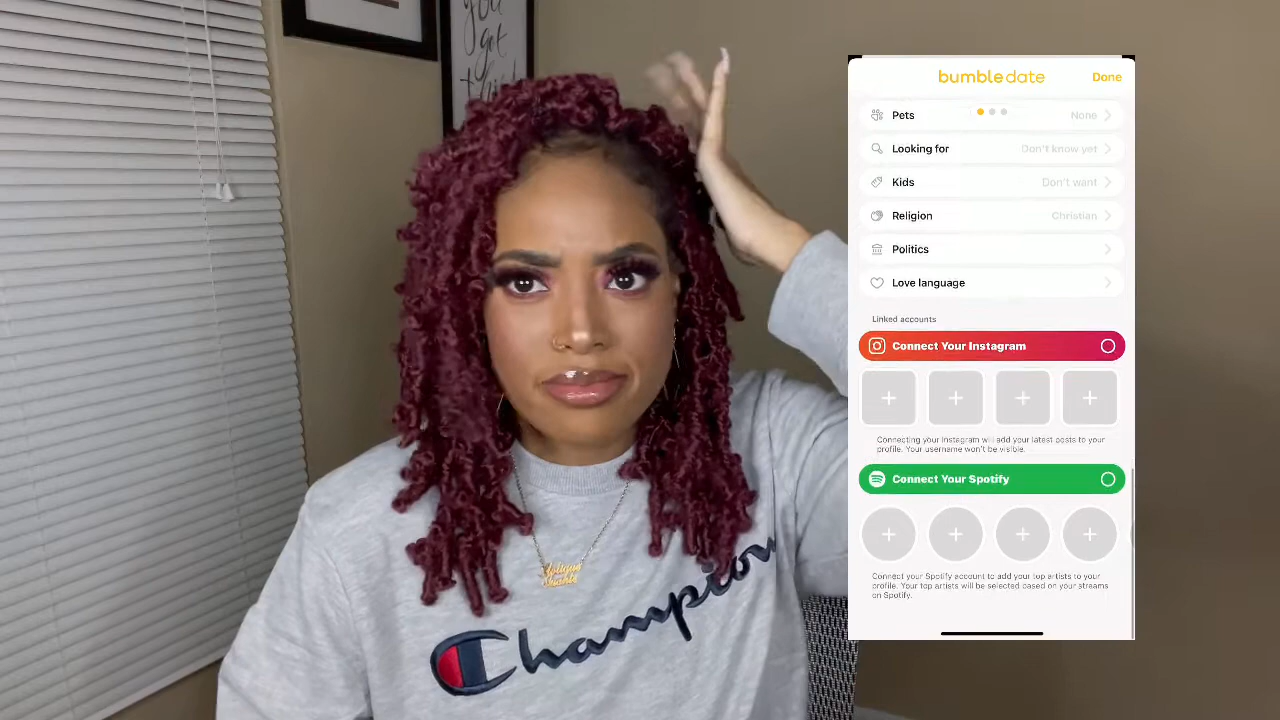 you
got
bumble date
Done
Pets
None
Looking for
Don't know yet
Kids
Don't want
Religion
Christian
Politics
Love language
Linked accounts
Connect Your Instagram
Connecting your Instagram will add your latest posts to your
profile. Your username won't be visible.
Connect Your Spotify
Connect your Spotify account to add your top artists to your
profile. Your top artists will be selected based on your streams
on Spotify.
Champion